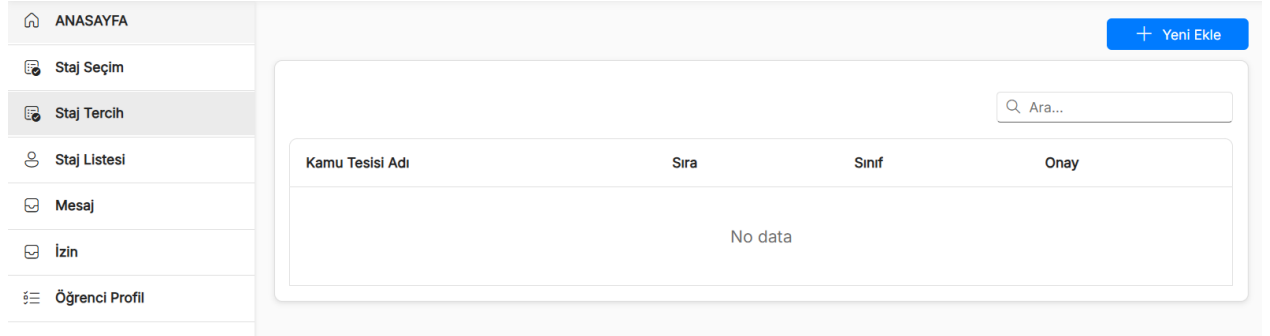 ANASAYFA
Staj Seçim
Staj Tercih
Staj Listesi
Mesaj
İzin
Öğrenci Profil
Yeni Ekle
Ara...
Kamu Tesisi Adı Sıra Sınıf Onay
No data